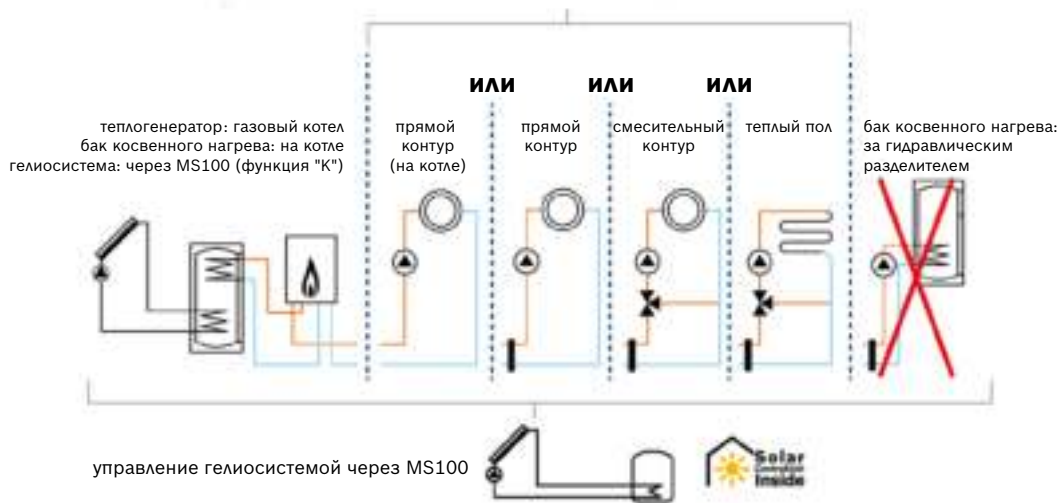 ИЛИ ИЛИ ИЛИ
теплогенератор: газовый котел
бак косвенного нагрева: на котле
гелиосистема: через MS100 (функция "K")
прямой
контур
(на котле)
прямой
контур
смесительный
контур
теплый пол
бак косвенного нагрева:
за гидравлическим
разделителем
управление гелиосистемой через MS100
Solar
Inside